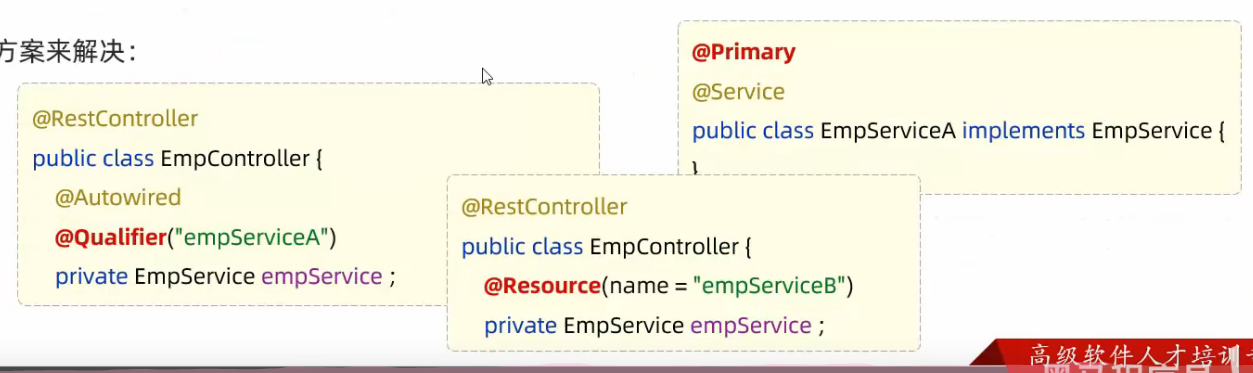 方案来解决：
@RestController
public class EmpController {
@Autowired
@Qualifier("empServiceA")
private EmpService empService ;
@Primary
@Service
public class EmpServiceA implements EmpService {
}
@RestController
public class EmpController {
@Resource(name = "empServiceB")
private EmpService empService ;
高级软件人才培训